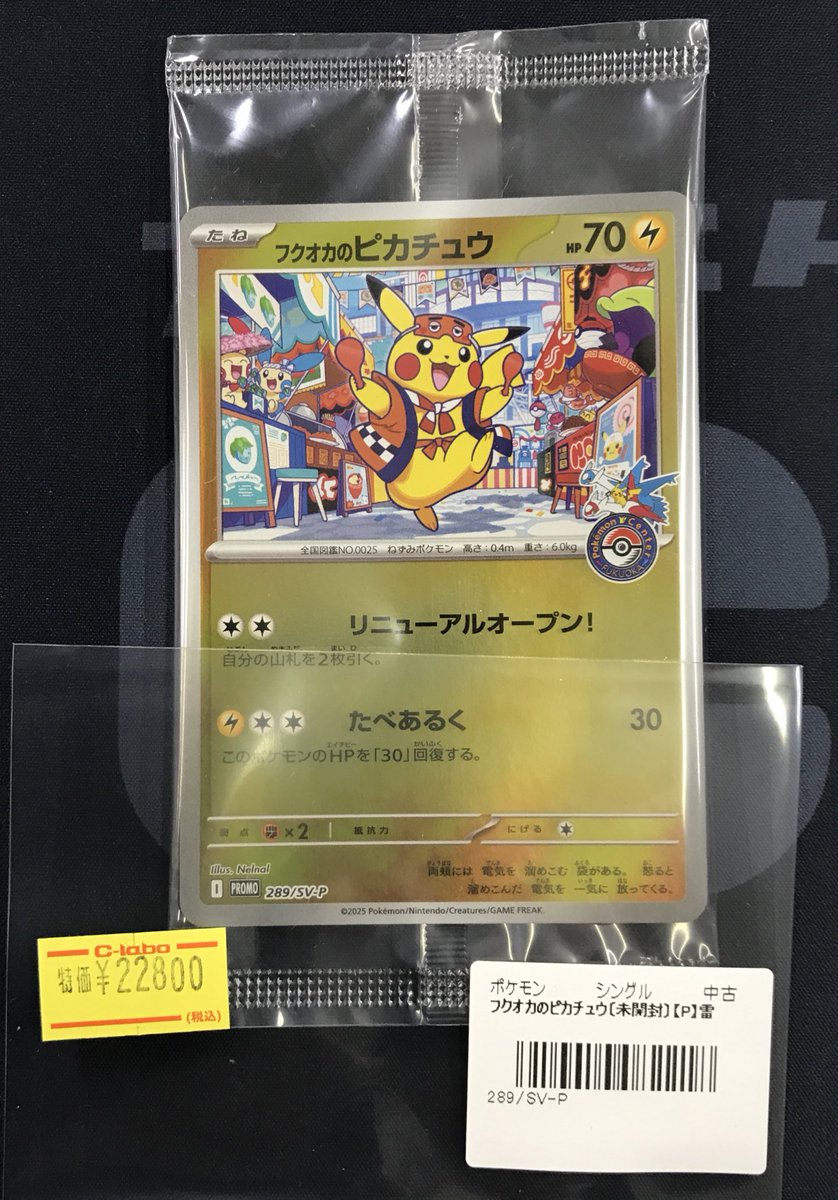 たね
フクオカのピカチュウ
HP70
全国図鑑NO.0025 ねずみポケモン 高さ:0.4m 重さ:6.0kg
Pokémon Center
FUKUOKA
リニューアルオープン!
自分の山札を2枚引く。
たべあるく 30
このポケモンのHPを「30」回復する。
弱点 ×2 抵抗力 にげる
Illus. Nelnal
両頬には 電気を 溜めこむ 袋がある。 怒ると
溜めこんだ 電気を 一気に 放ってくる。
I PROMO 289/SV-P
©2025 Pokémon/Nintendo/Creatures/GAME FREAK.
C-labo
特価¥22800
(税込)
ポケモン シングル 中古
フクオカのピカチュウ〔未開封〕【P】雷
289/SV-P